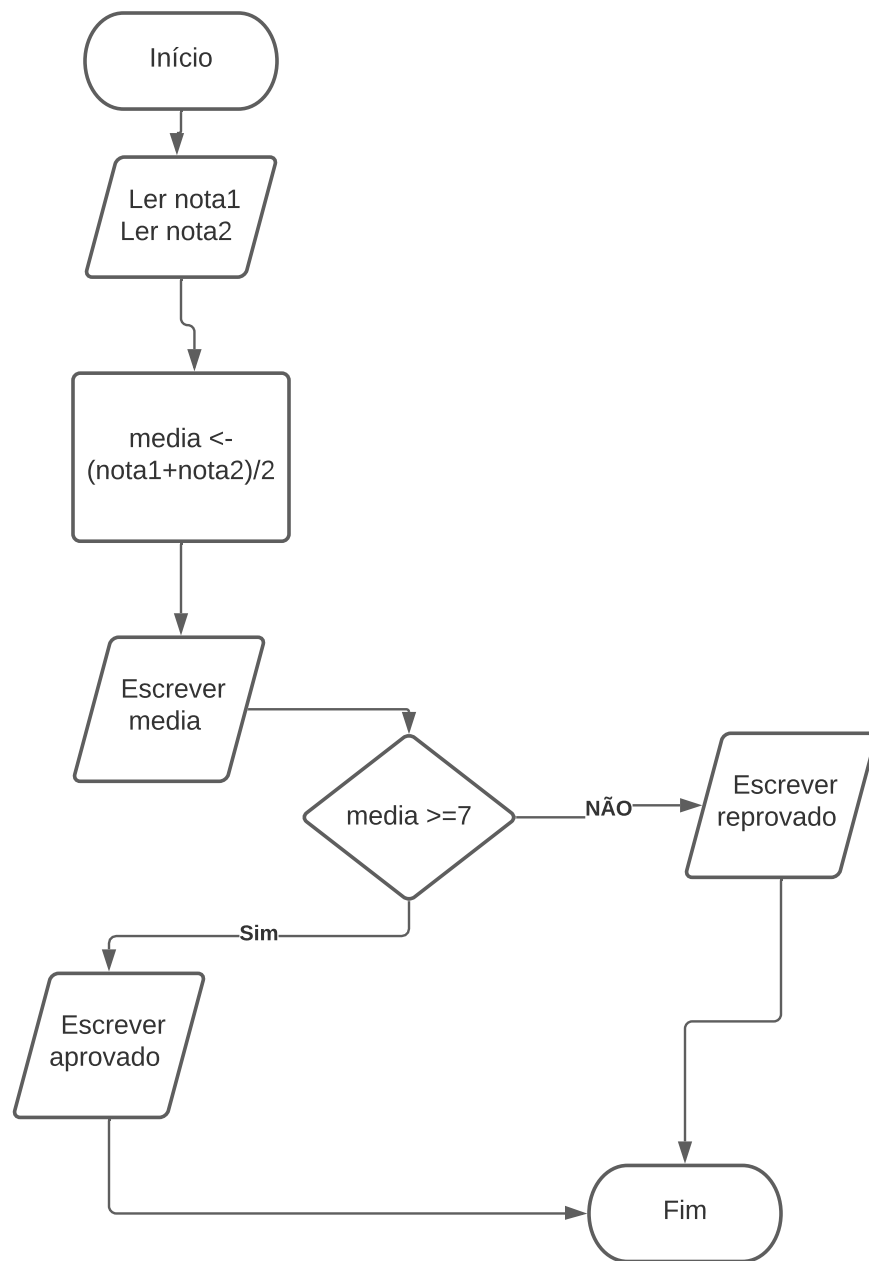 Início
Ler nota1
Ler nota2
media <-
(nota1+nota2)/2
Escrever
media
media >=7
NÃO
Escrever
reprovado
Sim
Escrever
aprovado
Fim